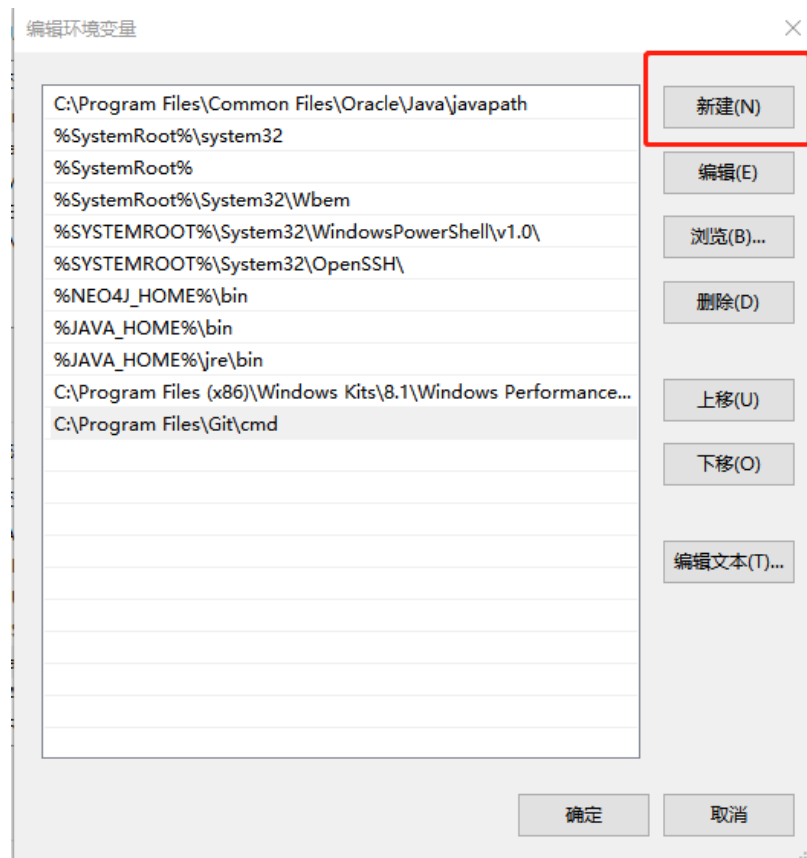 编辑环境变量
C:\Program Files\Common Files\Oracle\Java\javapath
%SystemRoot%\system32
%SystemRoot%
%SystemRoot%\System32\Wbem
%SYSTEMROOT%\System32\WindowsPowerShell\v1.0\
%SYSTEMROOT%\System32\OpenSSH\
%NEO4J_HOME%\bin
%JAVA_HOME%\bin
%JAVA_HOME%\jre\bin
C:\Program Files (x86)\Windows Kits\8.1\Windows Performance...
C:\Program Files\Git\cmd
新建(N)
编辑(E)
浏览(B)...
删除(D)
上移(U)
下移(O)
编辑文本(T)...
确定
取消